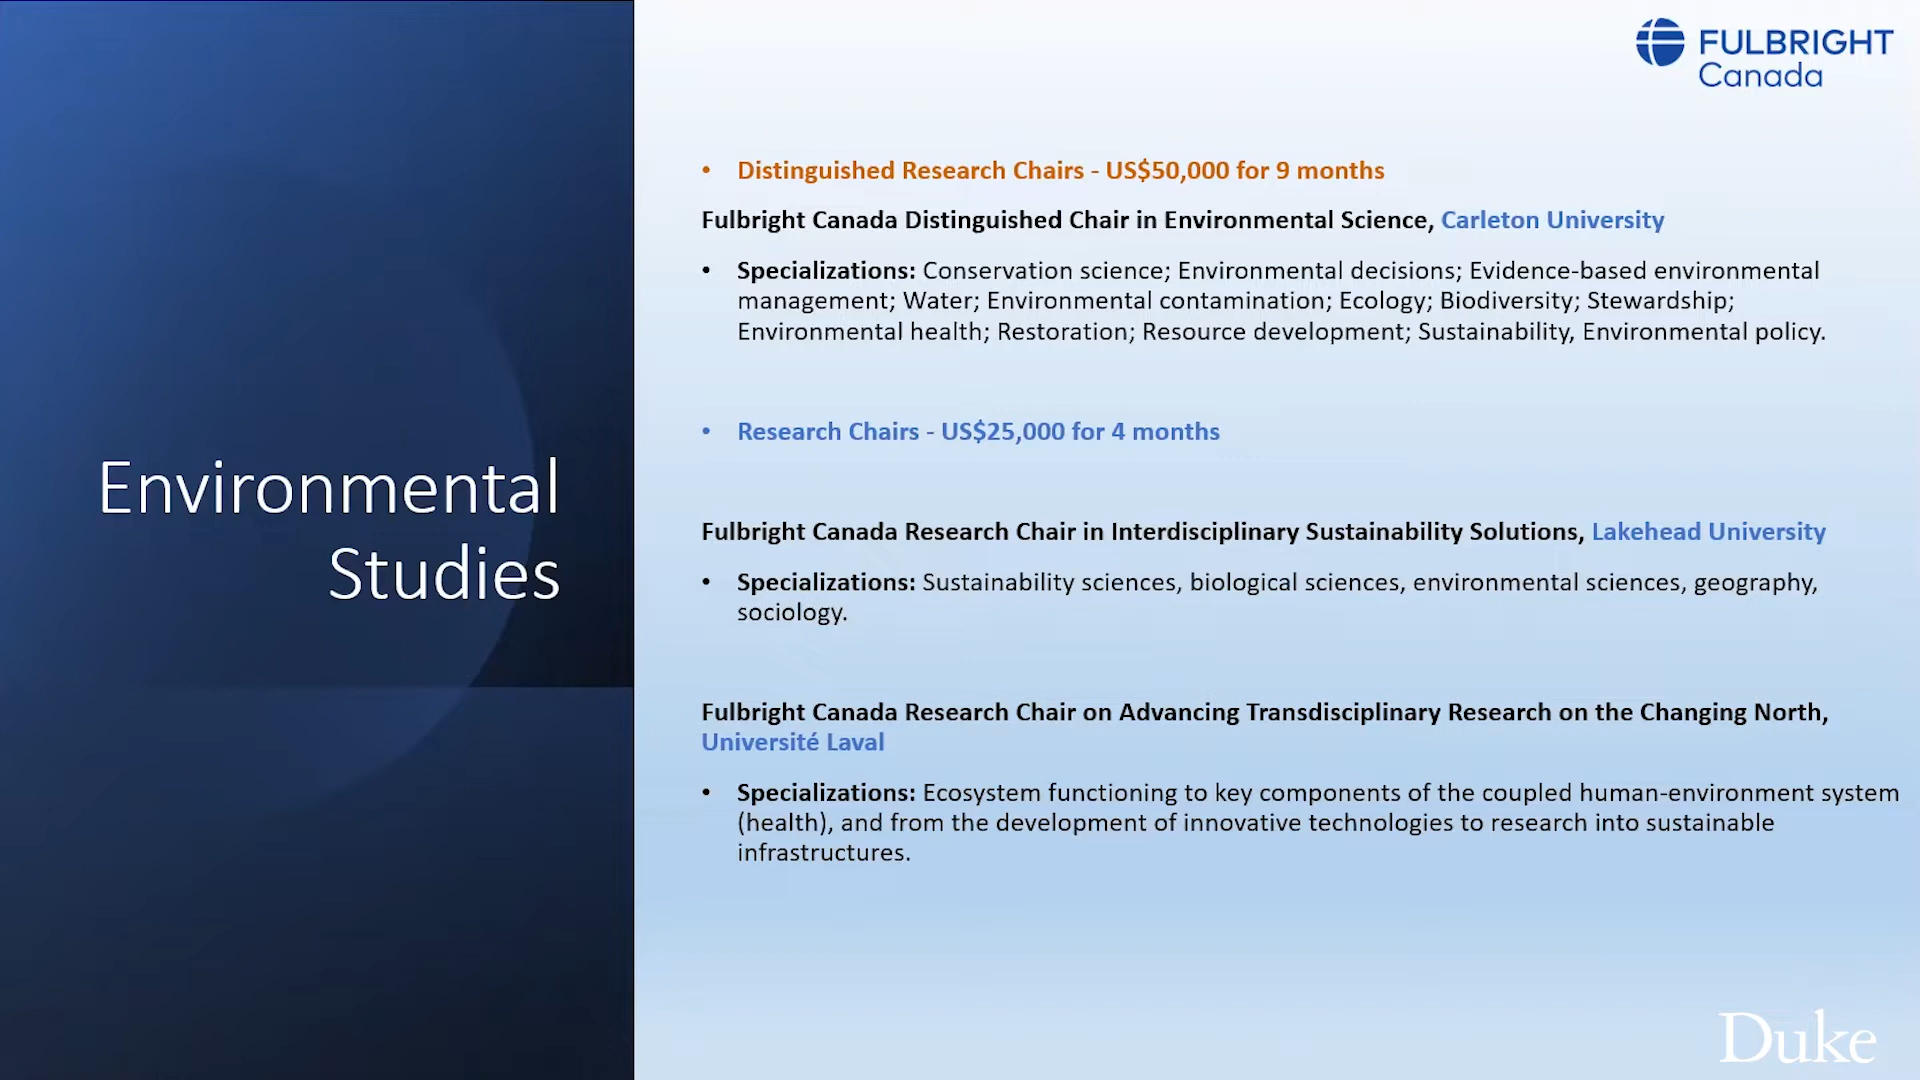 FULBRIGHT
Canada
Environmental
Studies
• Distinguished Research Chairs - US$50,000 for 9 months
Fulbright Canada Distinguished Chair in Environmental Science, Carleton University
• Specializations: Conservation science; Environmental decisions; Evidence-based environmental
management; Water; Environmental contamination; Ecology; Biodiversity; Stewardship;
Environmental health; Restoration; Resource development; Sustainability, Environmental policy.
• Research Chairs - US$25,000 for 4 months
Fulbright Canada Research Chair in Interdisciplinary Sustainability Solutions, Lakehead University
• Specializations: Sustainability sciences, biological sciences, environmental sciences, geography,
sociology.
Fulbright Canada Research Chair on Advancing Transdisciplinary Research on the Changing North,
Université Laval
• Specializations: Ecosystem functioning to key components of the coupled human-environment system
(health), and from the development of innovative technologies to research into sustainable
infrastructures.
Duke